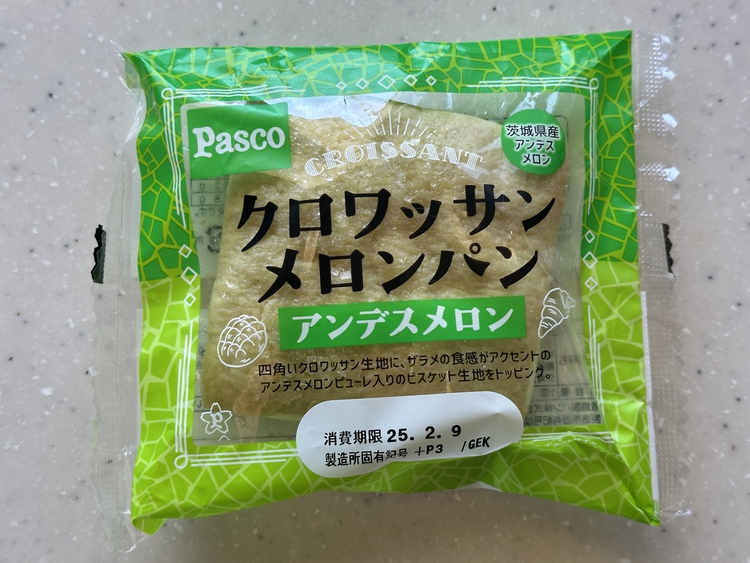 Pasco
茨城県産
アンデス
メロン
CROISSANT
クロワッサン
メロンパン
アンデスメロン
四角いクロワッサン生地に、ザラメの食感がアクセントの
アンデスメロンピューレ入りのビスケット生地をトッピング。
P
消費期限 25. 2. 9
製造所固有記号 +P3 /GEK